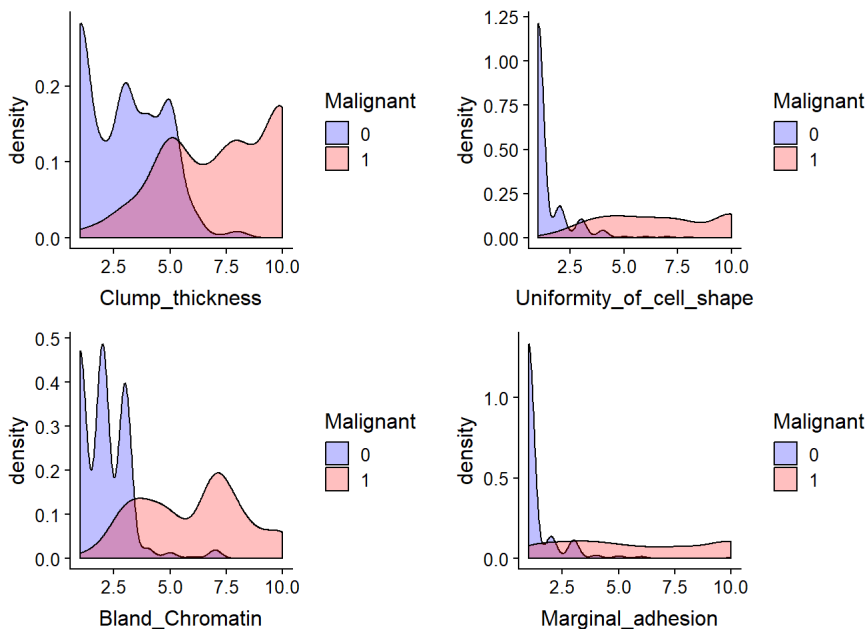 density
0.2
0.1
0.0
2.5 5.0 7.5 10.0
Clump_thickness
Malignant
0
1
density
1.25
1.00
0.75
0.50
0.25
0.00
2.5 5.0 7.5 10.0
Uniformity_of_cell_shape
Malignant
0
1
density
0.5
0.4
0.3
0.2
0.1
0.0
2.5 5.0 7.5 10.0
Bland_Chromatin
Malignant
0
1
density
1.0
0.5
0.0
2.5 5.0 7.5 10.0
Marginal_adhesion
Malignant
0
1